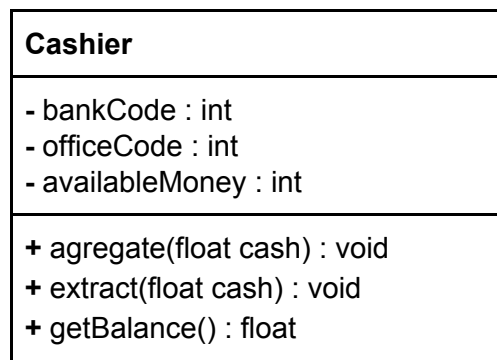 Cashier
- bankCode : int
- officeCode : int
- availableMoney : int
+ agregate(float cash) : void
+ extract(float cash) : void
+ getBalance() : float